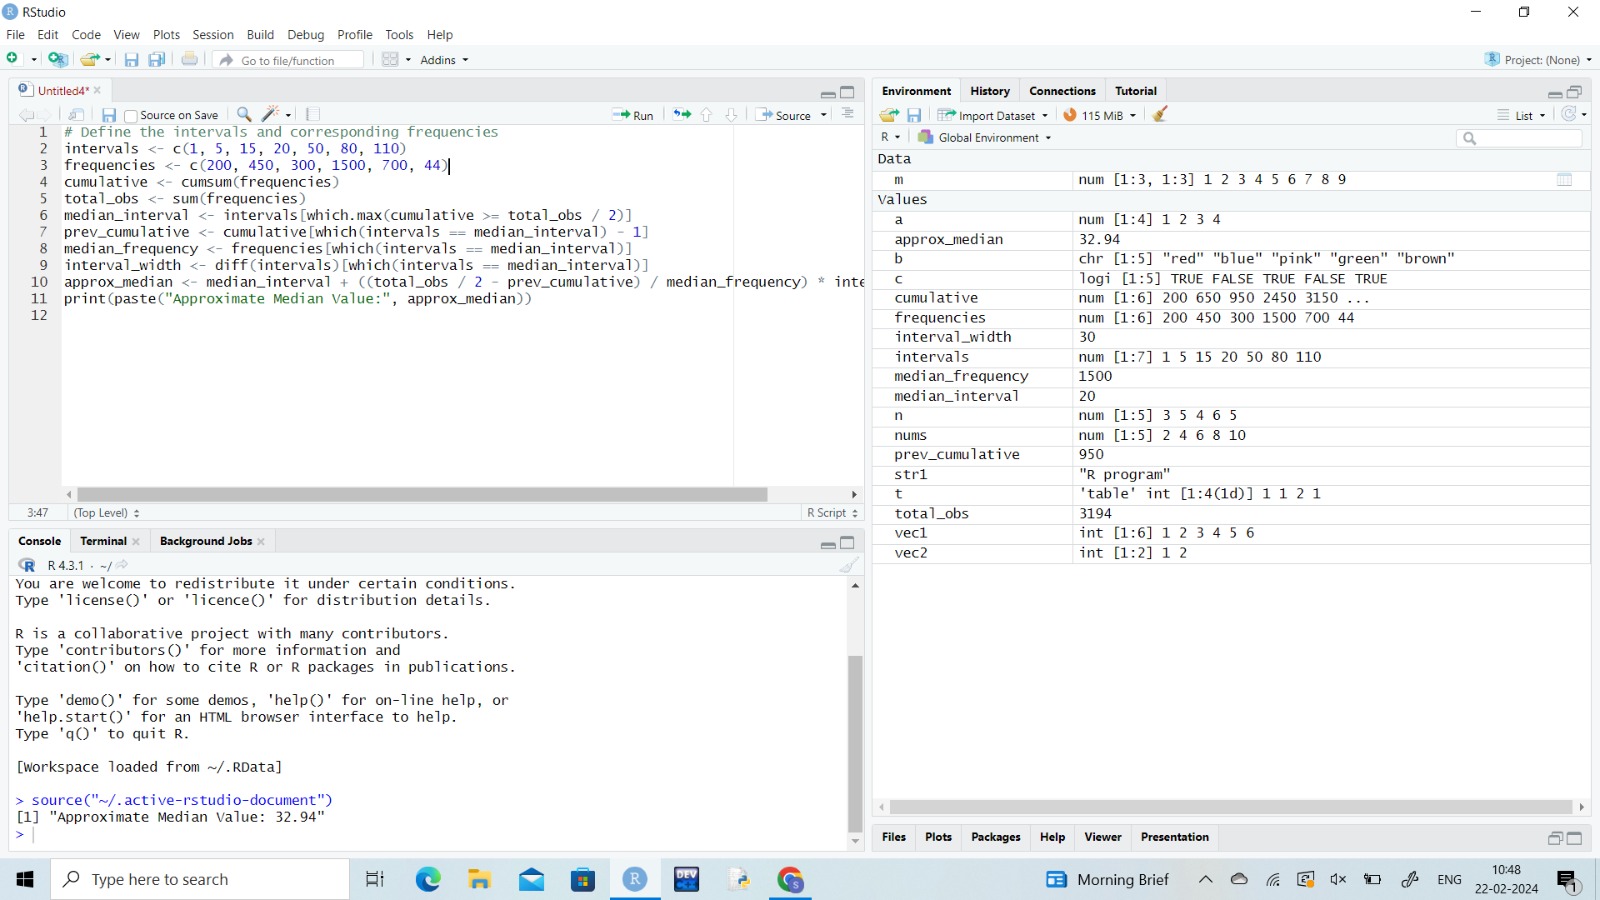 RStudio
File Edit Code View Plots Session Build Debug Profile Tools Help
Go to file/function Addins Project: (None)
Untitled4*
Source on Save Run Source
1 # Define the intervals and corresponding frequencies
2 intervals <- c(1, 5, 15, 20, 50, 80, 110)
3 frequencies <- c(200, 450, 300, 1500, 700, 44)
4 cumulative <- cumsum(frequencies)
5 total_obs <- sum(frequencies)
6 median_interval <- intervals[which.max(cumulative >= total_obs / 2)]
7 prev_cumulative <- cumulative[which(intervals == median_interval) - 1]
8 median_frequency <- frequencies[which(intervals == median_interval)]
9 interval_width <- diff(intervals)[which(intervals == median_interval)]
10 approx_median <- median_interval + ((total_obs / 2 - prev_cumulative) / median_frequency) * inte
11 print(paste("Approximate Median Value:", approx_median))
12
3:47 (Top Level) R Script
Console Terminal Background Jobs
R 4.3.1 · ~/
You are welcome to redistribute it under certain conditions.
Type 'license()' or 'licence()' for distribution details.
R is a collaborative project with many contributors.
Type 'contributors()' for more information and
'citation()' on how to cite R or R packages in publications.
Type 'demo()' for some demos, 'help()' for on-line help, or
'help.start()' for an HTML browser interface to help.
Type 'q()' to quit R.
[Workspace loaded from ~/.RData]
> source("~/.active-rstudio-document")
[1] "Approximate Median Value: 32.94"
>
Environment History Connections Tutorial
Import Dataset 115 MiB List
R Global Environment
Data
m num [1:3, 1:3] 1 2 3 4 5 6 7 8 9
Values
a num [1:4] 1 2 3 4
approx_median 32.94
b chr [1:5] "red" "blue" "pink" "green" "brown"
c logi [1:5] TRUE FALSE TRUE FALSE TRUE
cumulative num [1:6] 200 650 950 2450 3150 ...
frequencies num [1:6] 200 450 300 1500 700 44
interval_width 30
intervals num [1:7] 1 5 15 20 50 80 110
median_frequency 1500
median_interval 20
n num [1:5] 3 5 4 6 5
nums num [1:5] 2 4 6 8 10
prev_cumulative 950
str1 "R program"
t 'table' int [1:4(1d)] 1 1 2 1
total_obs 3194
vec1 int [1:6] 1 2 3 4 5 6
vec2 int [1:2] 1 2
Files Plots Packages Help Viewer Presentation
Type here to search
R
DEV
C++
S
Morning Brief
ENG
10:48
22-02-2024
1